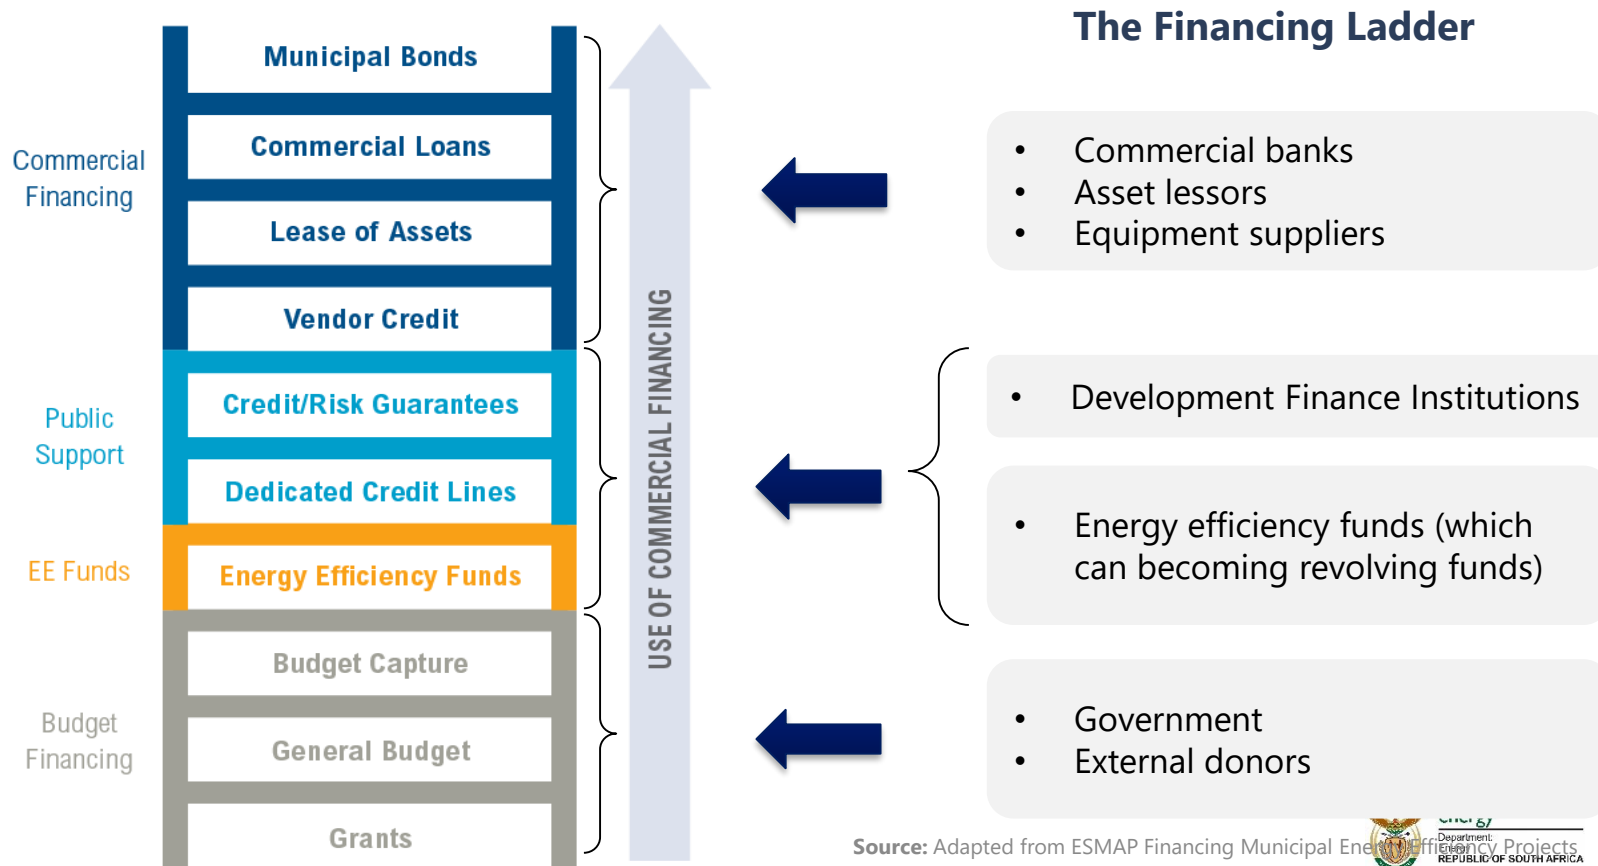 The Financing Ladder
Commercial
Financing
Municipal Bonds
Commercial Loans
Lease of Assets
Vendor Credit
Public
Support
Credit/Risk Guarantees
Dedicated Credit Lines
EE Funds
Energy Efficiency Funds
Budget
Financing
Budget Capture
General Budget
Grants
USE OF COMMERCIAL FINANCING
• Commercial banks
• Asset lessors
• Equipment suppliers
• Development Finance Institutions
• Energy efficiency funds (which
can becoming revolving funds)
• Government
• External donors
Source: Adapted from ESMAP Financing Municipal Energy Efficiency Projects
energy
Department:
Energy
REPUBLIC OF SOUTH AFRICA